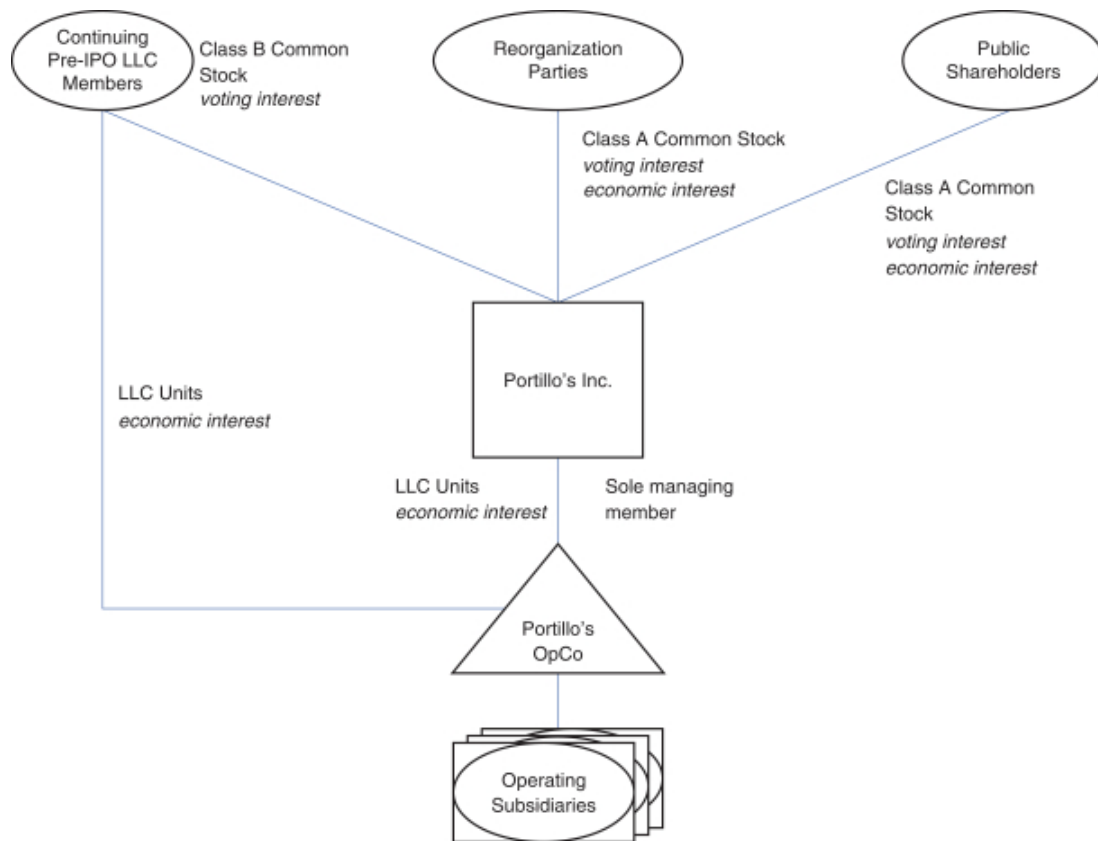 Continuing
Pre-IPO LLC
Members
Class B Common
Stock
voting interest
Reorganization
Parties
Public
Shareholders
Class A Common Stock
voting interest
economic interest
Class A Common
Stock
voting interest
economic interest
Portillo’s Inc.
LLC Units
economic interest
LLC Units
economic interest
Sole managing
member
Portillo’s
OpCo
Operating
Subsidiaries